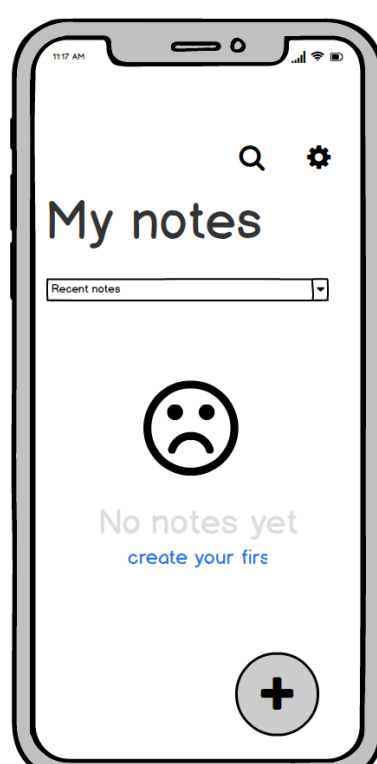 11:17 AM
My notes
Recent notes
No notes yet
create your firs